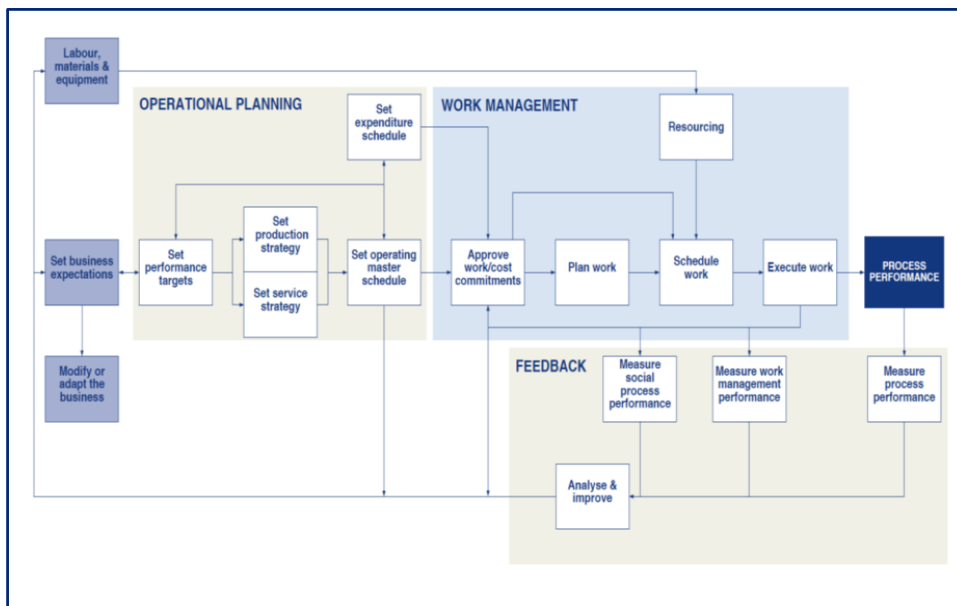 Labour,
materials &
equipment
OPERATIONAL PLANNING
Set
expenditure
schedule
WORK MANAGEMENT
Resourcing
Set business
expectations
Set
performance
targets
Set
production
strategy
Set service
strategy
Set operating
master
schedule
Approve
work/cost
commitments
Plan work
Schedule
work
Execute work
PROCESS
PERFORMANCE
Modify or
adapt the
business
FEEDBACK
Measure
social
process
performance
Measure work
management
performance
Measure
process
performance
Analyse &
improve